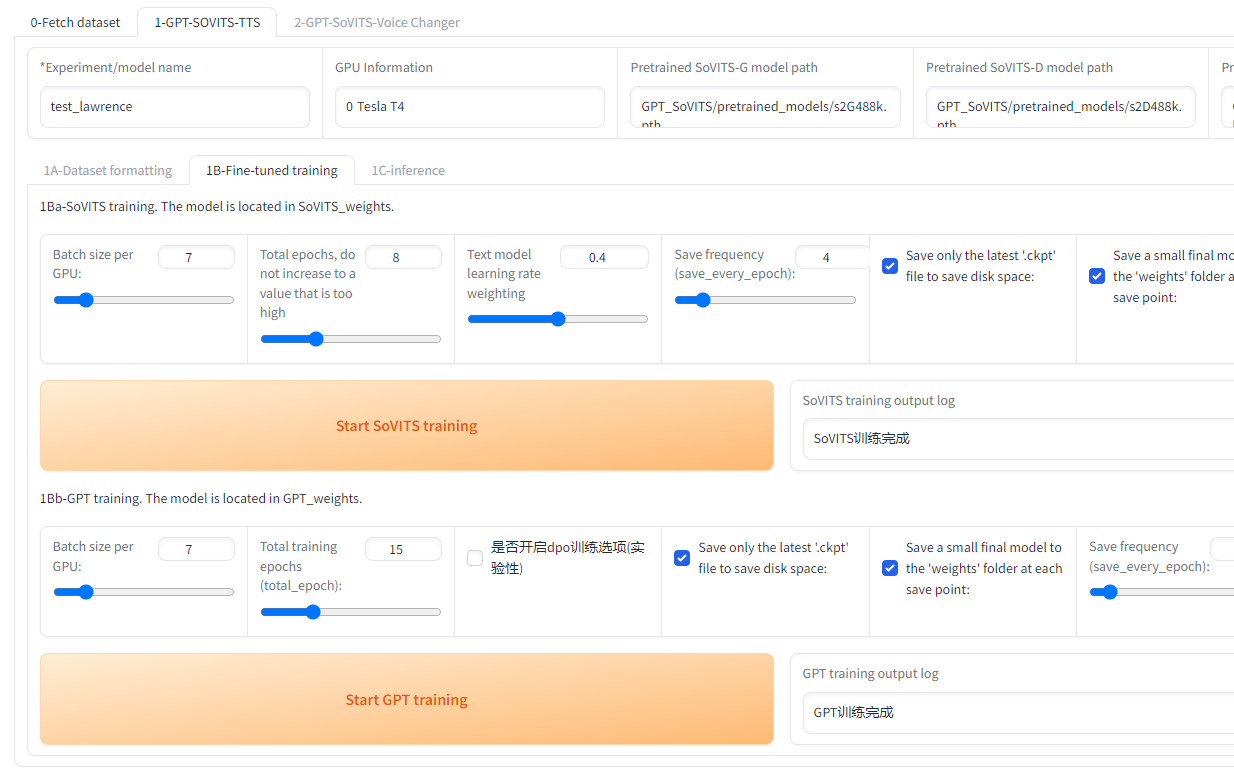 0-Fetch dataset
1-GPT-SOVITS-TTS
2-GPT-SoVITS-Voice Changer
*Experiment/model name
test_lawrence
GPU Information
0 Tesla T4
Pretrained SoVITS-G model path
GPT_SoVITS/pretrained_models/s2G488k.
pth
Pretrained SoVITS-D model path
GPT_SoVITS/pretrained_models/s2D488k.
pth
Pr
1A-Dataset formatting
1B-Fine-tuned training
1C-inference
1Ba-SoVITS training. The model is located in SoVITS_weights.
Batch size per
GPU:
7
Total epochs, do
not increase to a
value that is too
high
8
Text model
learning rate
weighting
0.4
Save frequency
(save_every_epoch):
4
Save only the latest '.ckpt'
file to save disk space:
Save a small final mo
the 'weights' folder a
save point:
Start SoVITS training
SoVITS training output log
SoVITS训练完成
1Bb-GPT training. The model is located in GPT_weights.
Batch size per
GPU:
7
Total training
epochs
(total_epoch):
15
是否开启dpo训练选项(实
验性)
Save only the latest '.ckpt'
file to save disk space:
Save a small final model to
the 'weights' folder at each
save point:
Save frequency
(save_every_epoch):
Start GPT training
GPT training output log
GPT训练完成